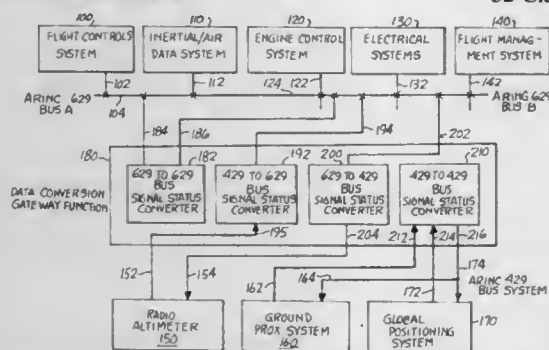 100 110 120 130 140
FLIGHT CONTROLS SYSTEM
INERTIAL/AIR DATA SYSTEM
ENGINE CONTROL SYSTEM
ELECTRICAL SYSTEMS
FLIGHT MANAGEMENT SYSTEM
102 112 124 122 132 142
ARINC 629 BUS A
104
ARINC 629 BUS B
184 186 194 202
180 182 192 200 210
DATA CONVERSION GATEWAY FUNCTION
629 TO 629 BUS SIGNAL STATUS CONVERTER
429 TO 629 BUS SIGNAL STATUS CONVERTER
629 TO 429 BUS SIGNAL STATUS CONVERTER
429 TO 429 BUS SIGNAL STATUS CONVERTER
195 204 212 214 216
152 154 162 164 172 174
ARINC 429 BUS SYSTEM
RADIO ALTIMETER 150
GROUND PROX SYSTEM 160
GLOBAL POSITIONING SYSTEM
170